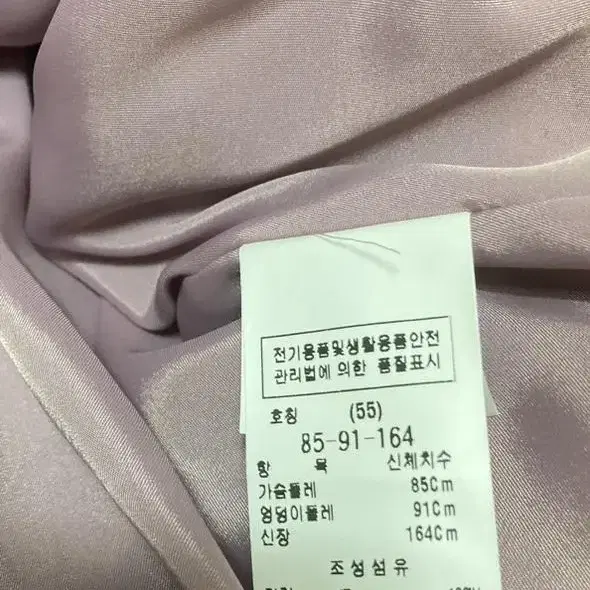 전기용품및생활용품안전
관리법에 의한 품질표시
호칭 (55)
85-91-164
항 목 신체치수
가슴둘레 85Cm
엉덩이둘레 91Cm
신장 164Cm
조성섬유